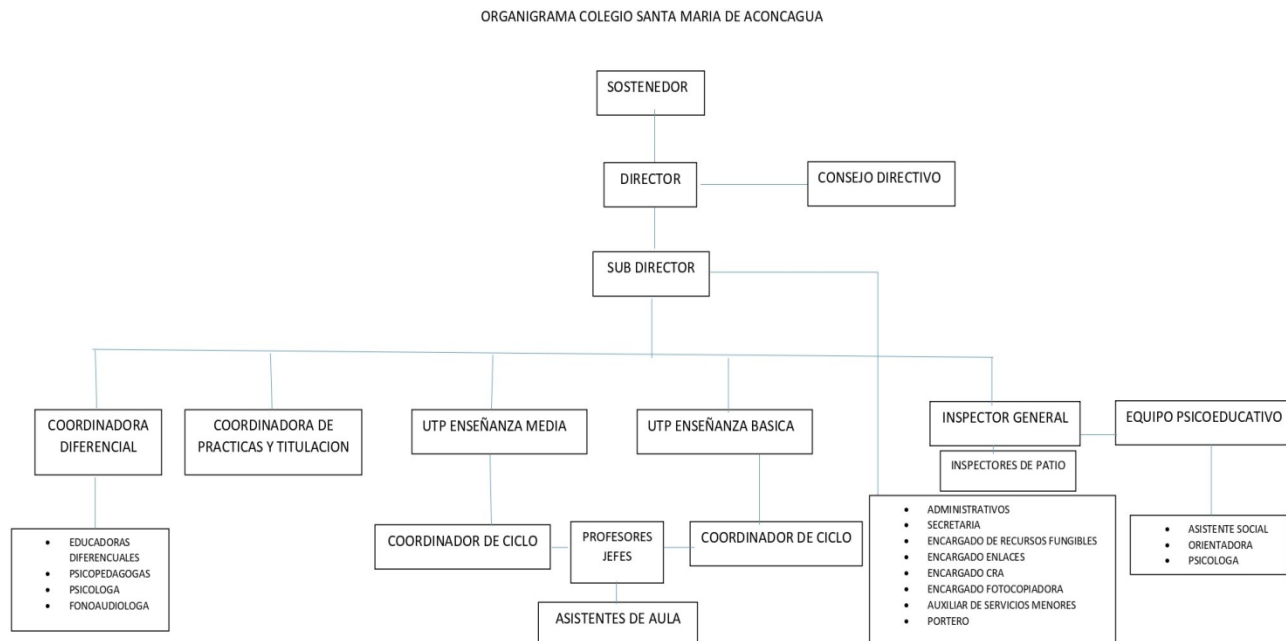 ORGANIGRAMA COLEGIO SANTA MARIA DE ACONCAGUA
SOSTENEDOR
DIRECTOR
CONSEJO DIRECTIVO
SUB DIRECTOR
COORDINADORA
DIFERENCIAL
COORDINADORA DE
PRACTICAS Y TITULACION
UTP ENSEÑANZA MEDIA
UTP ENSEÑANZA BASICA
INSPECTOR GENERAL
EQUIPO PSICOEDUCATIVO
INSPECTORES DE PATIO
• EDUCADORAS
DIFERENCUALES
• PSICOPEDAGOGAS
• PSICOLOGA
• FONOAUDIOLOGA
COORDINADOR DE CICLO
PROFESORES
JEFES
COORDINADOR DE CICLO
ASISTENTES DE AULA
• ADMINISTRATIVOS
• SECRETARIA
• ENCARGADO DE RECURSOS FUNGIBLES
• ENCARGADO ENLACES
• ENCARGADO CRA
• ENCARGADO FOTOCOPIADORA
• AUXILIAR DE SERVICIOS MENORES
• PORTERO
• ASISTENTE SOCIAL
• ORIENTADORA
• PSICOLOGA